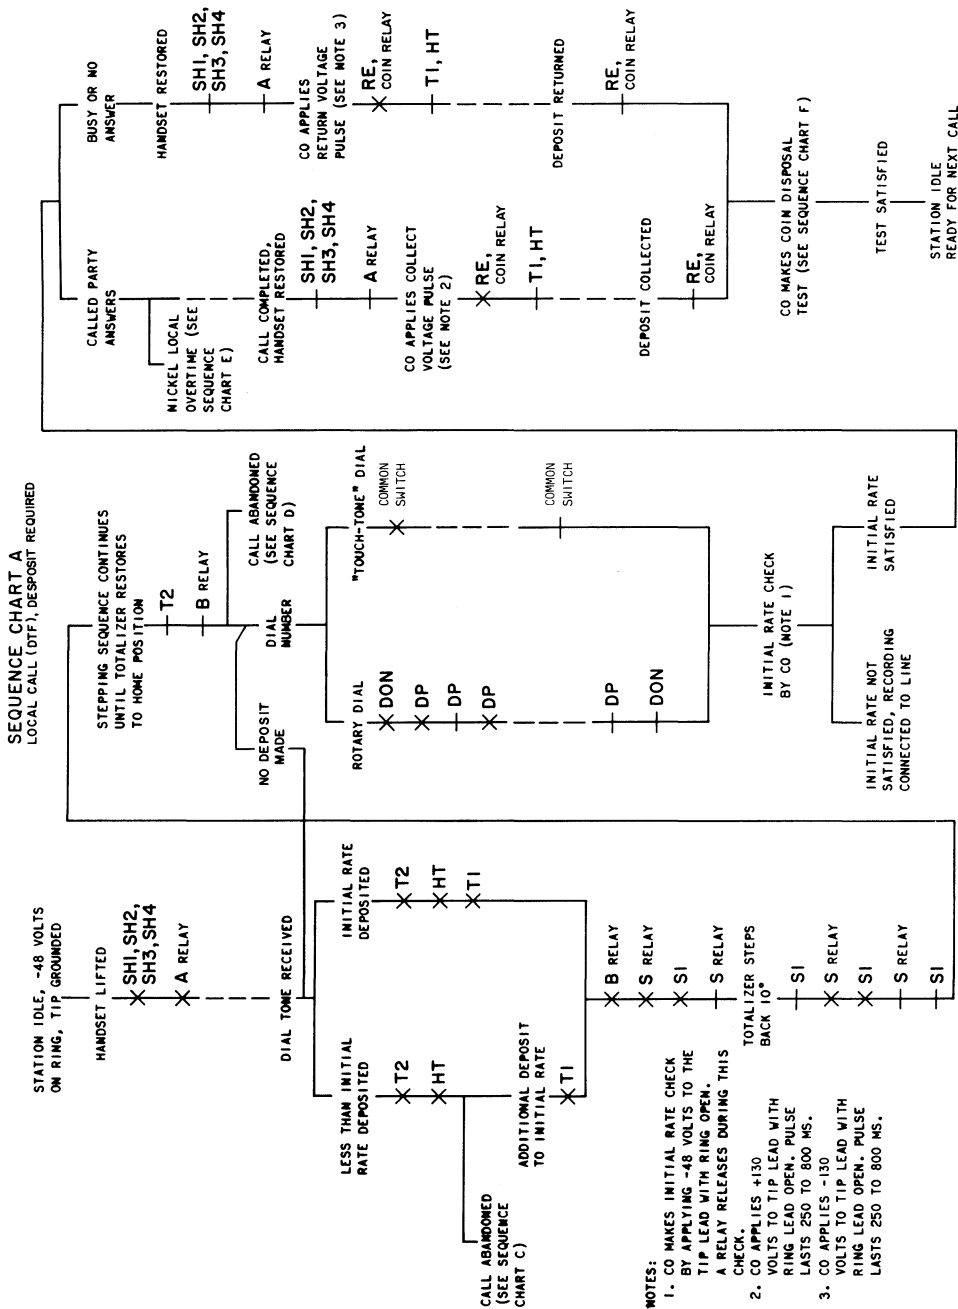 SEQUENCE CHART A
LOCAL CALL (DTF), DESPOSIT REQUIRED
STATION IDLE, -48 VOLTS
ON RING, TIP GROUNDED
HANDSET LIFTED
SH1, SH2,
SH3, SH4
A RELAY
DIAL TONE RECEIVED
LESS THAN INITIAL
RATE DEPOSITED
T2
HT
CALL ABANDONED
(SEE SEQUENCE
CHART C)
ADDITIONAL DEPOSIT
TO INITIAL RATE
T1
INITIAL RATE
DEPOSITED
T2
HT
T1
B RELAY
S RELAY
S1
S RELAY
TOTALIZER STEPS
BACK 10°
S1
S RELAY
S1
S RELAY
S1
NOTES:
1. CO MAKES INITIAL RATE CHECK
BY APPLYING -48 VOLTS TO THE
TIP LEAD WITH RING OPEN.
A RELAY RELEASES DURING THIS
CHECK.
2. CO APPLIES +130
VOLTS TO TIP LEAD WITH
RING LEAD OPEN. PULSE
LASTS 250 TO 800 MS.
3. CO APPLIES -130
VOLTS TO TIP LEAD WITH
RING LEAD OPEN. PULSE
LASTS 250 TO 800 MS.
STEPPING SEQUENCE CONTINUES
UNTIL TOTALIZER RESTORES
TO HOME POSITION
T2
B RELAY
NO DEPOSIT
MADE
DIAL
NUMBER
CALL ABANDONED
(SEE SEQUENCE
CHART D)
ROTARY DIAL
DON
DP
DP
DP
DP
DON
"TOUCH-TONE" DIAL
COMMON
SWITCH
COMMON
SWITCH
INITIAL RATE CHECK
BY CO (NOTE 1)
INITIAL RATE NOT
SATISFIED, RECORDING
CONNECTED TO LINE
INITIAL RATE
SATISFIED
CALLED PARTY
ANSWERS
NICKEL LOCAL
OVERTIME (SEE
SEQUENCE
CHART E)
CALL COMPLETED,
HANDSET RESTORED
SH1, SH2,
SH3, SH4
A RELAY
CO APPLIES COLLECT
VOLTAGE PULSE
(SEE NOTE 2)
RE,
COIN RELAY
T1, HT
DEPOSIT COLLECTED
RE,
COIN RELAY
BUSY OR NO
ANSWER
HANDSET RESTORED
SH1, SH2,
SH3, SH4
A RELAY
CO APPLIES
RETURN VOLTAGE
PULSE (SEE NOTE 3)
RE,
COIN RELAY
T1, HT
DEPOSIT RETURNED
RE,
COIN RELAY
CO MAKES COIN DISPOSAL
TEST (SEE SEQUENCE CHART F)
TEST SATISFIED
STATION IDLE
READY FOR NEXT CALL